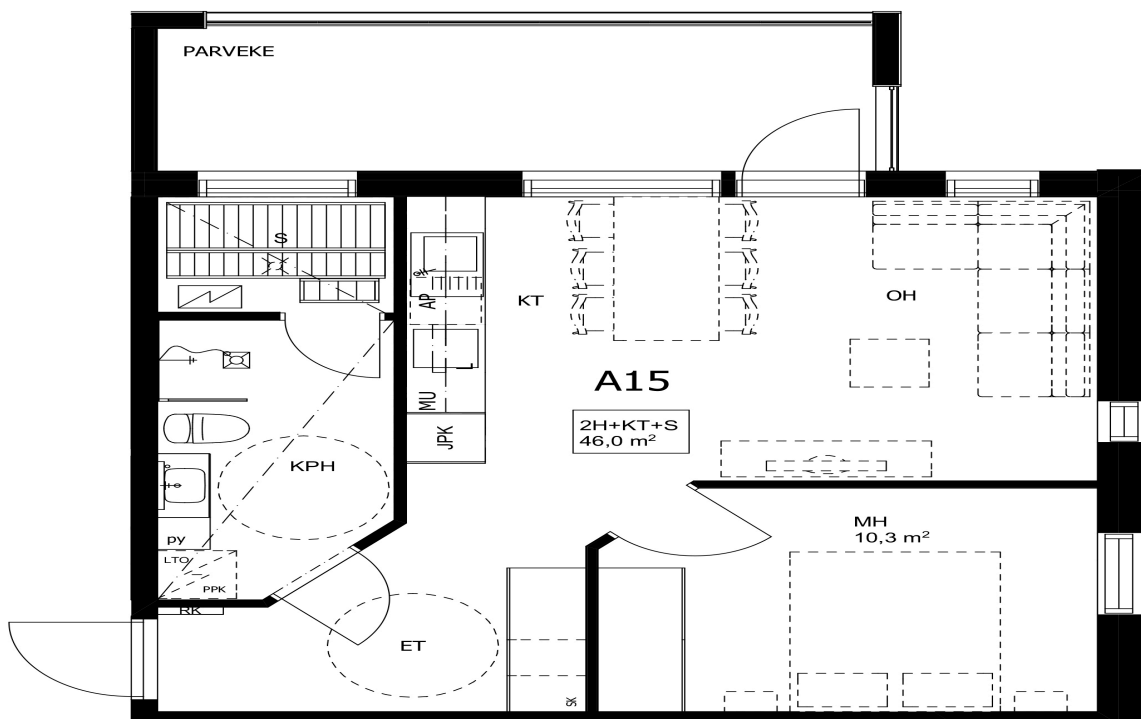 PARVEKE
S
KT
OH
AP
L
MU
JPK
A15
2H+KT+S
46,0 m²
KPH
MH
10,3 m²
PY
LTO
PPK
RK
ET
SK